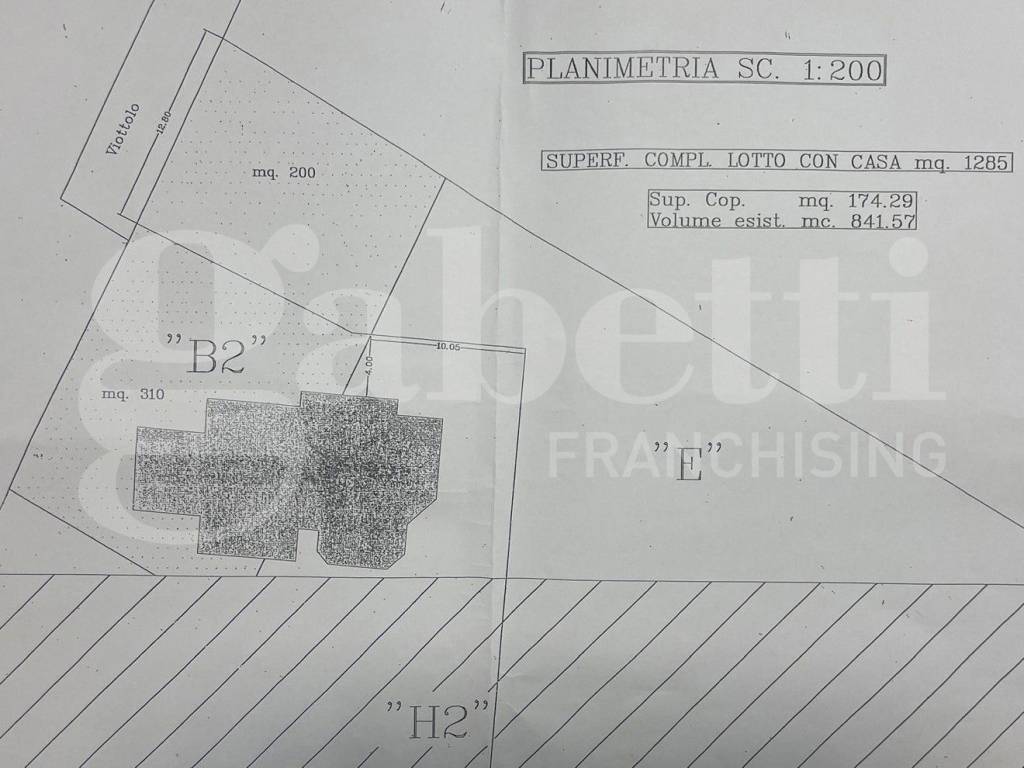 PLANIMETRIA SC. 1:200
SUPERF. COMPL. LOTTO CON CASA mq. 1285
Sup. Cop. mq. 174.29
Volume esist. mc. 841.57
Viottolo
12.80
mq. 200
"B2"
mq. 310
10.05
4.00
"E"
"H2"
gabetti
FRANCHISING